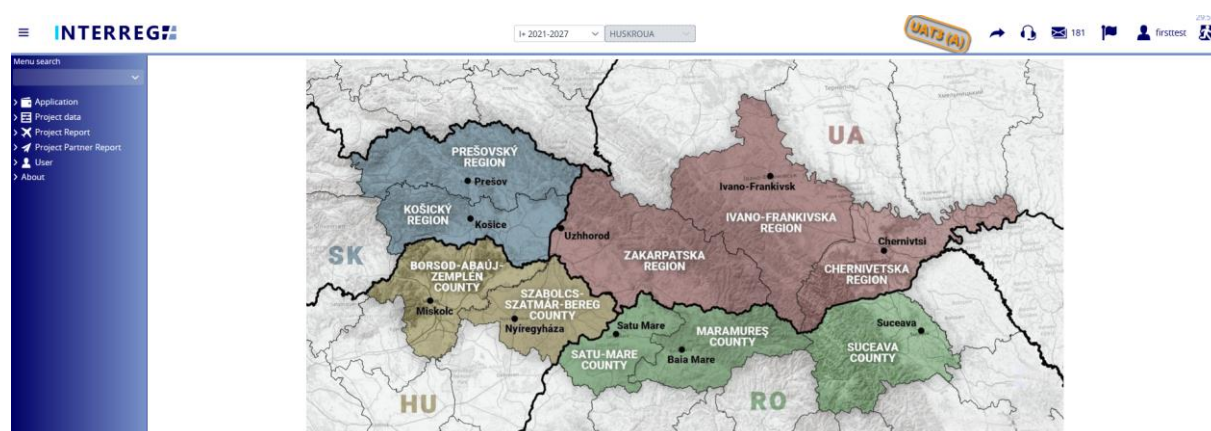 29:5
INTERREG
I+ 2021-2027
HUSKROUA
UAT3 (A)
181
firsttest
Menu search
Application
Project data
Project Report
Project Partner Report
User
About
UA
PREŠOVSKÝ
REGION
Prešov
Ivano-Frankivsk
KOŠICKÝ
REGION
Košice
IVANO-FRANKIVSKA
REGION
Uzhhorod
Chernivtsi
SK
ZAKARPATSKA
REGION
BORSOD-ABAÚJ-
ZEMPLÉN
COUNTY
CHERNIVETSKA
REGION
SZABOLCS-
SZATMÁR-BEREG
COUNTY
Miskolc
Nyíregyháza
Satu Mare
MARAMUREȘ
COUNTY
Suceava
SATU-MARE
COUNTY
Baia Mare
SUCEAVA
COUNTY
HU
RO